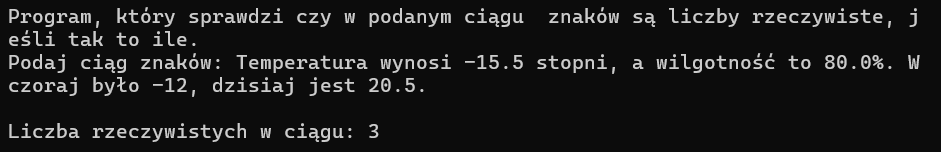 Program, który sprawdzi czy w podanym ciągu  znaków są liczby rzeczywiste, j
eśli tak to ile.
Podaj ciąg znaków: Temperatura wynosi -15.5 stopni, a wilgotność to 80.0%. W
czoraj było -12, dzisiaj jest 20.5.

Liczba rzeczywistych w ciągu: 3